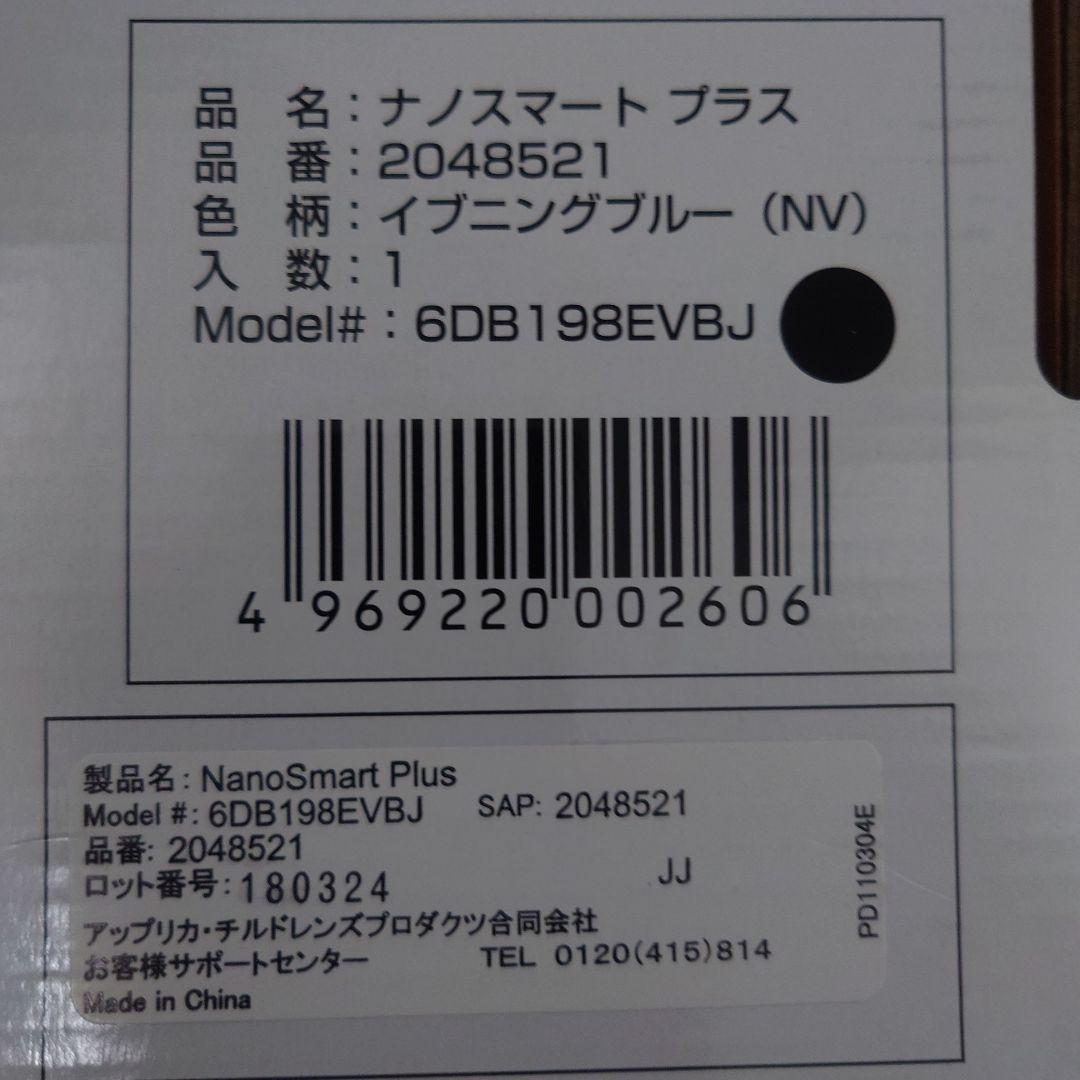 品 名：ナノスマート プラス
品 番：2048521
色 柄：イブニングブルー（NV）
入 数：1
Model#：6DB198EVBJ
4 969220 002606
製品名: NanoSmart Plus
Model #: 6DB198EVBJ SAP: 2048521
品番: 2048521
ロット番号: 180324 JJ
アップリカ・チルドレンズプロダクツ合同会社
お客様サポートセンター TEL 0120(415)814
Made in China
PD110304E